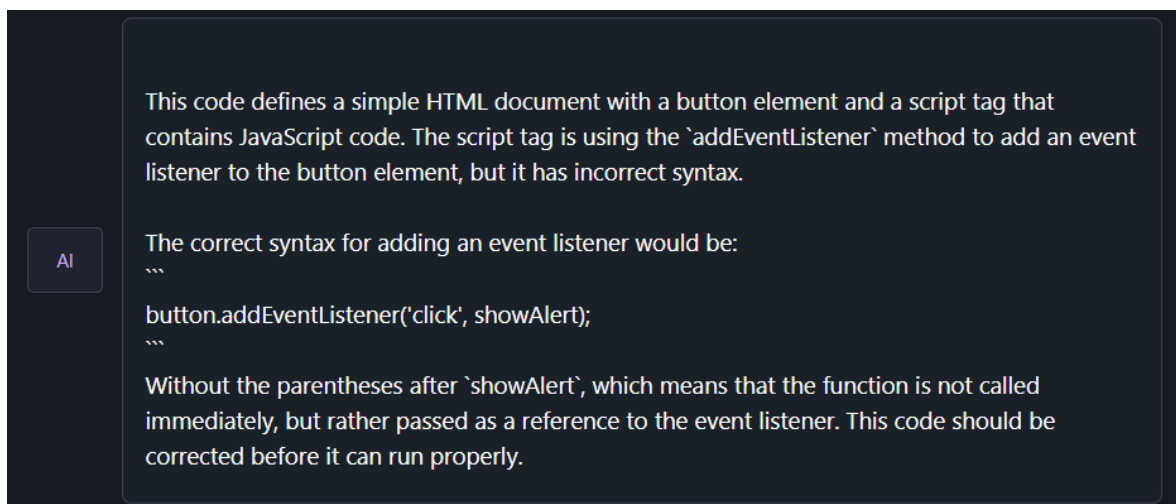 This code defines a simple HTML document with a button element and a script tag that
contains JavaScript code. The script tag is using the `addEventListener` method to add an event
listener to the button element, but it has incorrect syntax.
The correct syntax for adding an event listener would be:
AI
```
button.addEventListener('click', showAlert);
```
Without the parentheses after `showAlert`, which means that the function is not called
immediately, but rather passed as a reference to the event listener. This code should be
corrected before it can run properly.